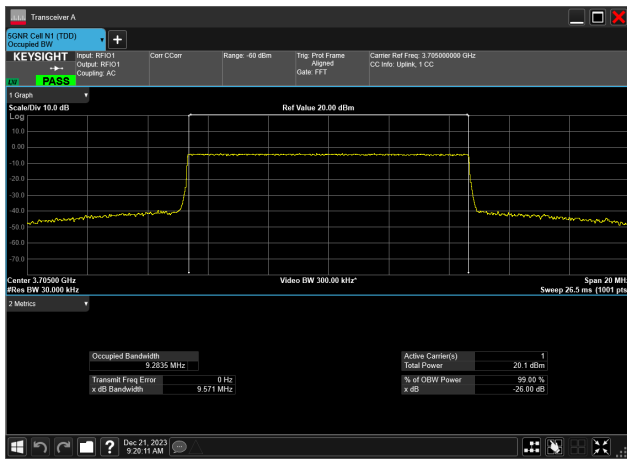 Transceiver A
5GNR Cell N1 (TDD)
Occupied BW
KEYSIGHT
Input: RFIO1
Output: RFIO1
Coupling: AC
Corr CCorr
Range: -60 dBm
Trig: Prot Frame
Aligned
Gate: FFT
Carrier Ref Freq: 3.705000000 GHz
CC Info: Uplink, 1 CC
PASS
1 Graph
Scale/Div 10.0 dB
Ref Value 20.00 dBm
Log
10.0
0.00
-10.0
-20.0
-30.0
-40.0
-50.0
-60.0
-70.0
Center 3.70500 GHz
Video BW 300.00 kHz*
Span 20 MH
#Res BW 30.000 kHz
Sweep 26.5 ms (1001 pts
2 Metrics
Occupied Bandwidth
9.2835 MHz
Transmit Freq Error 0 Hz
x dB Bandwidth 9.571 MHz
Active Carrier(s) 1
Total Power 20.1 dBm
% of OBW Power 99.00 %
x dB -26.00 dB
Dec 21, 2023
9:20:11 AM